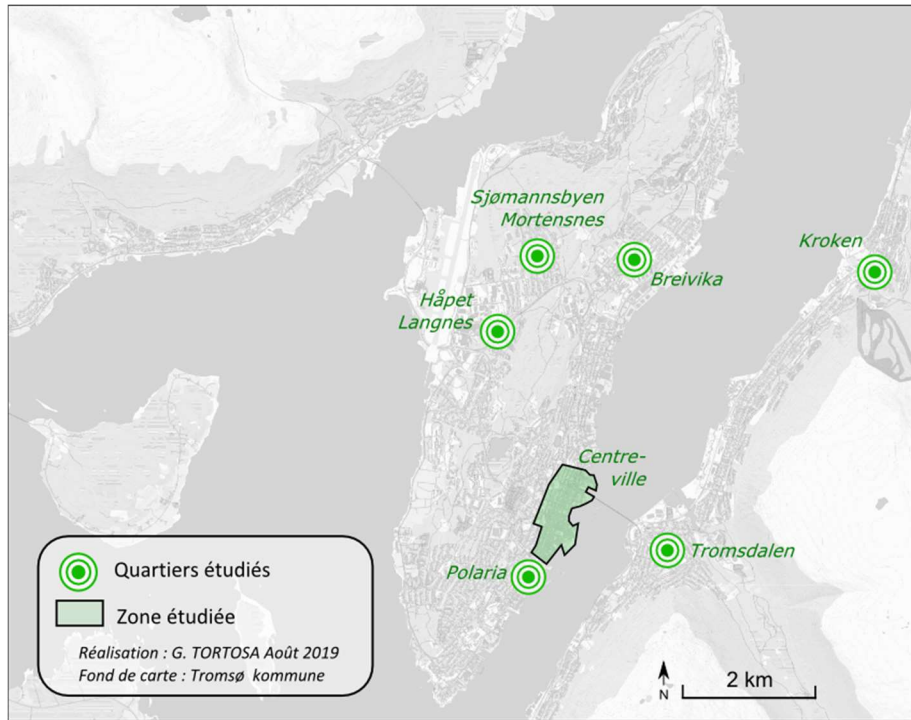 Sjømannsbyen
Mortensnes
Kroken
Breivika
Håpet
Langnes
Centre-
ville
Tromsdalen
Polaria
Quartiers étudiés
Zone étudiée
Réalisation : G. TORTOSA Août 2019
Fond de carte : Tromsø kommune
N
2 km